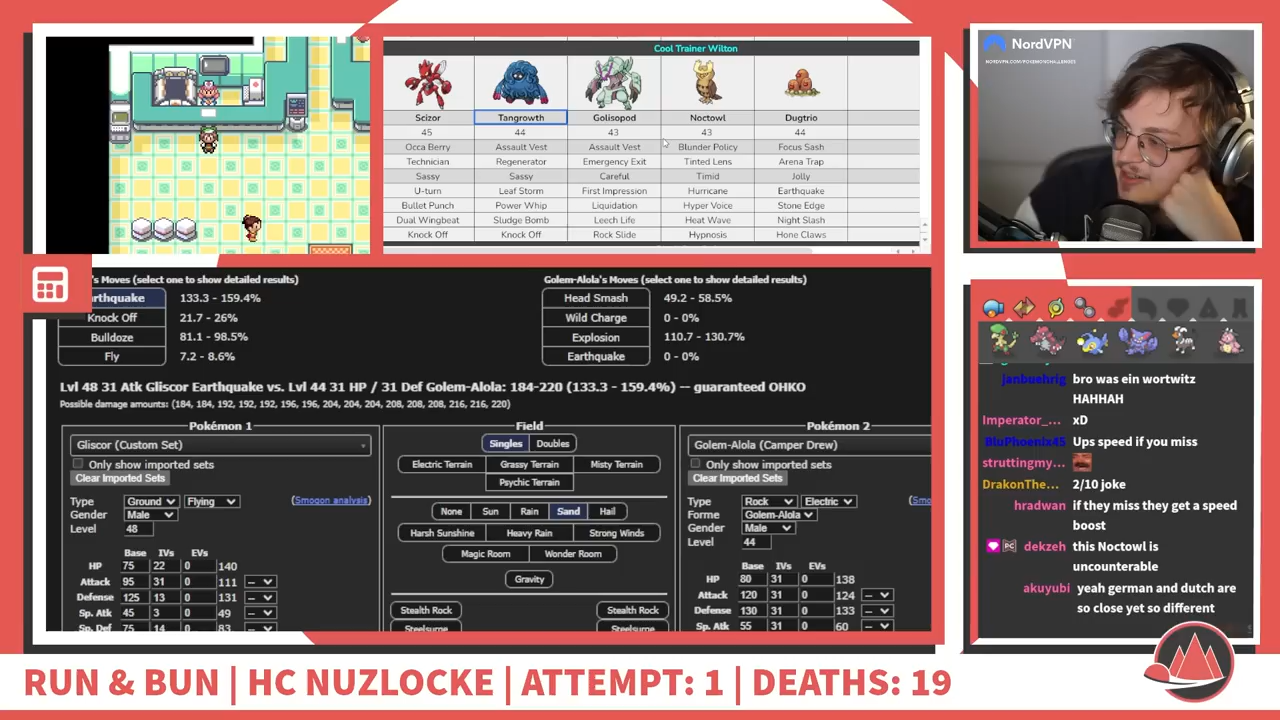 NordVPN
NORDVPN.COM/POKEMONCHALLENGES
Cool Trainer Wilton
Scizor Tangrowth Golisopod Noctowl Dugtrio
45 44 43 43 44
Occa Berry Assault Vest Assault Vest Blunder Policy Focus Sash
Technician Regenerator Emergency Exit Tinted Lens Arena Trap
Sassy Sassy Careful Timid Jolly
U-turn Leaf Storm First Impression Hurricane Earthquake
Bullet Punch Power Whip Liquidation Hyper Voice Stone Edge
Dual Wingbeat Sludge Bomb Leech Life Heat Wave Night Slash
Knock Off Knock Off Rock Slide Hypnosis Hone Claws
's Moves (select one to show detailed results) Golem-Alola's Moves (select one to show detailed results)
arthquake 133.3 - 159.4% Head Smash 49.2 - 58.5%
Knock Off 21.7 - 26% Wild Charge 0 - 0%
Bulldoze 81.1 - 98.5% Explosion 110.7 - 130.7%
Fly 7.2 - 8.6% Earthquake 0 - 0%
Lvl 48 31 Atk Gliscor Earthquake vs. Lvl 44 31 HP / 31 Def Golem-Alola: 184-220 (133.3 - 159.4%) -- guaranteed OHKO
Possible damage amounts: (184, 184, 192, 192, 192, 196, 196, 204, 204, 204, 208, 208, 208, 216, 216, 220)
Pokémon 1 Field Pokémon 2
Gliscor (Custom Set) Singles Doubles Golem-Alola (Camper Drew)
Only show imported sets Electric Terrain Grassy Terrain Misty Terrain Only show imported sets
Clear Imported Sets Psychic Terrain Clear Imported Sets
Type Ground Flying (Smogon analysis) None Sun Rain Sand Hail Type Rock Electric (Smo
Gender Male Forme Golem-Alola
Level 48 Harsh Sunshine Heavy Rain Strong Winds Gender Male
Magic Room Wonder Room Level 44
Base IVs EVs Gravity Base IVs EVs
HP 75 22 0 140 HP 80 31 0 138
Attack 95 31 0 111 -- Attack 120 31 0 124 --
Defense 125 13 0 131 -- Stealth Rock Stealth Rock Defense 130 31 0 133 --
Sp. Atk 45 3 0 49 -- Steelsurge Steelsurge Sp. Atk 55 31 0 60 --
Sp. Def 75 14 0 83 --
janbuehrig bro was ein wortwitz
HAHHAH
Imperator_... xD
BluPhoenix45 Ups speed if you miss
struttingmy...
DrakonThe... 2/10 joke
hradwan if they miss they get a speed
boost
dekzeh this Noctowl is
uncounterable
akuyubi yeah german and dutch are
so close yet so different
RUN & BUN | HC NUZLOCKE | ATTEMPT: 1 | DEATHS: 19